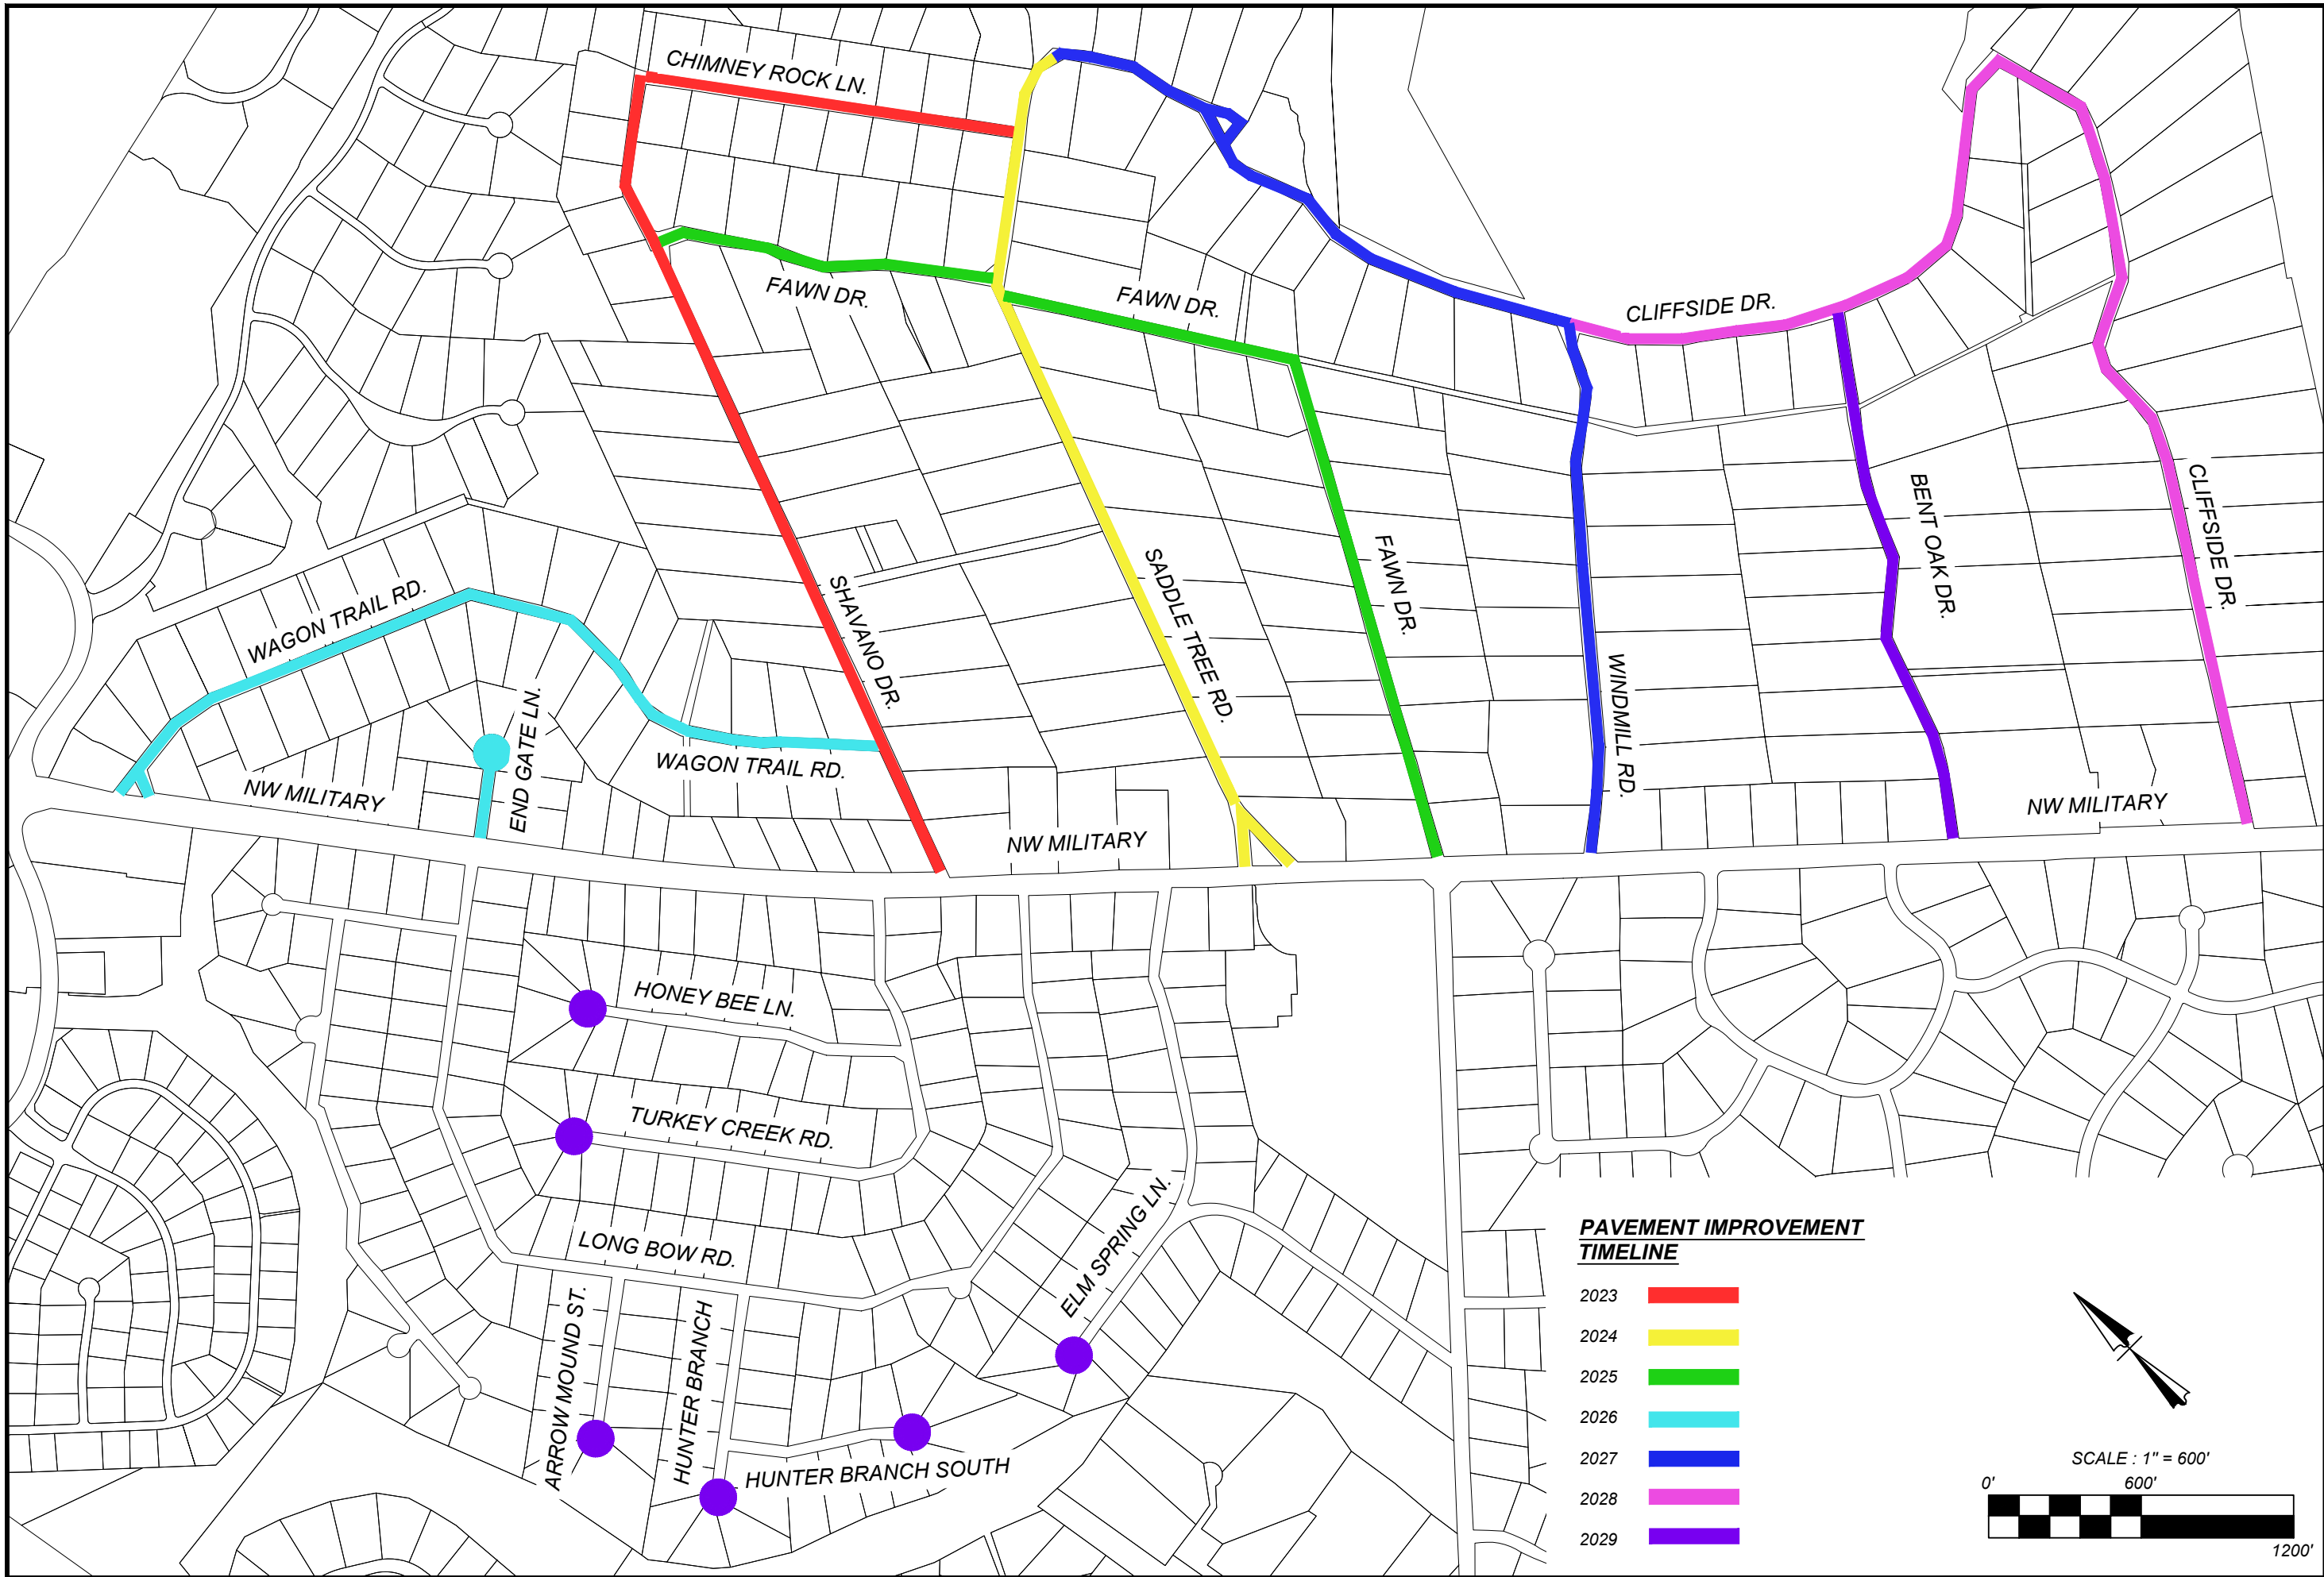 CHIMNEY ROCK LN.
FAWN DR.
FAWN DR.
CLIFFSIDE DR.
WAGON TRAIL RD.
SHAVANO DR.
SADDLE TREE RD.
FAWN DR.
WINDMILL RD.
BENT OAK DR.
CLIFFSIDE DR.
END GATE LN.
WAGON TRAIL RD.
NW MILITARY
NW MILITARY
NW MILITARY
HONEY BEE LN.
TURKEY CREEK RD.
LONG BOW RD.
ELM SPRING LN.
ARROW MOUND ST.
HUNTER BRANCH
HUNTER BRANCH SOUTH
PAVEMENT IMPROVEMENT
TIMELINE
2023
2024
2025
2026
2027
2028
2029
SCALE : 1" = 600'
0' 600'
1200'